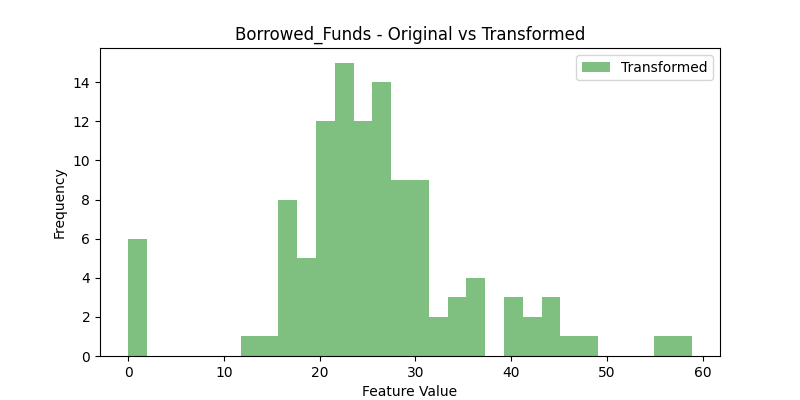 Borrowed_Funds - Original vs Transformed
Transformed
Frequency
14
12
10
8
6
4
2
0
0 10 20 30 40 50 60
Feature Value